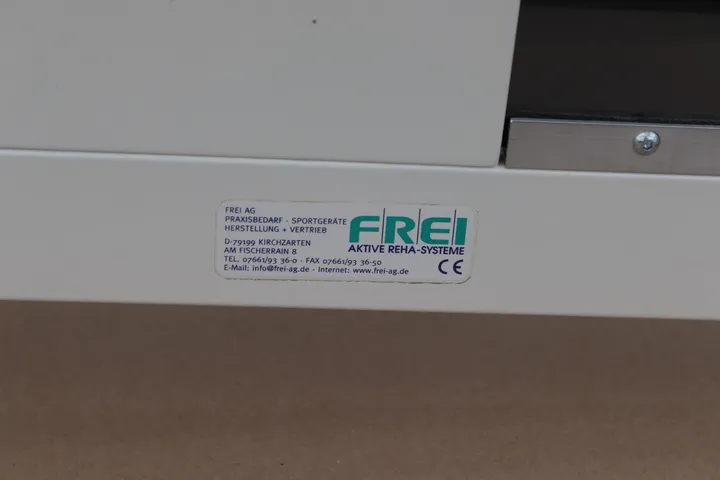 FREI AG
PRAXISBEDARF - SPORTGERÄTE
HERSTELLUNG + VERTRIEB
D-79199 KIRCHZARTEN
AM FISCHERRAIN 8
TEL. 07661/93 36-0 - FAX 07661/93 36-50
E-Mail: info@frei-ag.de - Internet: www.frei-ag.de
FREI
AKTIVE REHA-SYSTEME
CE